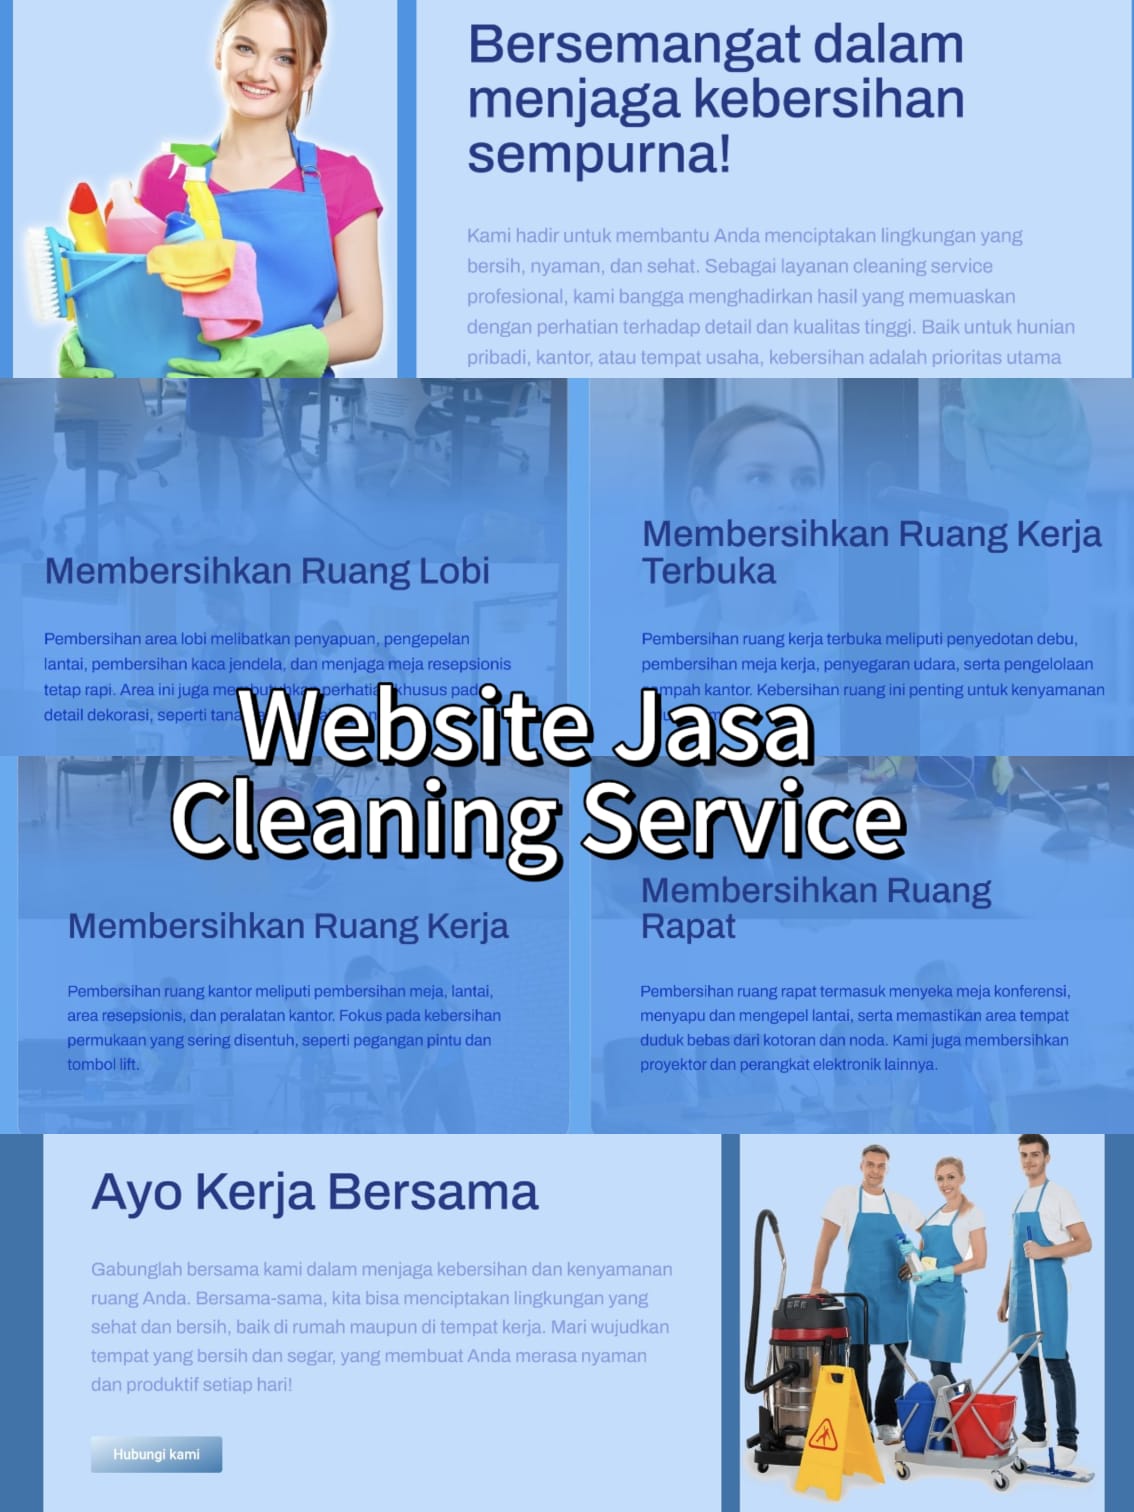 Bersemangat dalam
menjaga kebersihan
sempurna!
Kami hadir untuk membantu Anda menciptakan lingkungan yang
bersih, nyaman, dan sehat. Sebagai layanan cleaning service
profesional, kami bangga menghadirkan hasil yang memuaskan
dengan perhatian terhadap detail dan kualitas tinggi. Baik untuk hunian
pribadi, kantor, atau tempat usaha, kebersihan adalah prioritas utama
Membersihkan Ruang Lobi
Pembersihan area lobi melibatkan penyapuan, pengepelan
lantai, pembersihan kaca jendela, dan menjaga meja resepsionis
tetap rapi. Area ini juga membutuhkan perhatian khusus pada
detail dekorasi, seperti
Membersihkan Ruang Kerja
Terbuka
Pembersihan ruang kerja terbuka meliputi penyedotan debu,
pembersihan meja kerja, penyegaran udara, serta pengelolaan
sampah kantor. Kebersihan ruang ini penting untuk kenyamanan
Website Jasa
Cleaning Service
Membersihkan Ruang Kerja
Pembersihan ruang kantor meliputi pembersihan meja, lantai,
area resepsionis, dan peralatan kantor. Fokus pada kebersihan
permukaan yang sering disentuh, seperti pegangan pintu dan
tombol lift.
Membersihkan Ruang
Rapat
Pembersihan ruang rapat termasuk menyeka meja konferensi,
menyapu dan mengepel lantai, serta memastikan area tempat
duduk bebas dari kotoran dan noda. Kami juga membersihkan
proyektor dan perangkat elektronik lainnya.
Ayo Kerja Bersama
Gabunglah bersama kami dalam menjaga kebersihan dan kenyamanan
ruang Anda. Bersama-sama, kita bisa menciptakan lingkungan yang
sehat dan bersih, baik di rumah maupun di tempat kerja. Mari wujudkan
tempat yang bersih dan segar, yang membuat Anda merasa nyaman
dan produktif setiap hari!
Hubungi kami